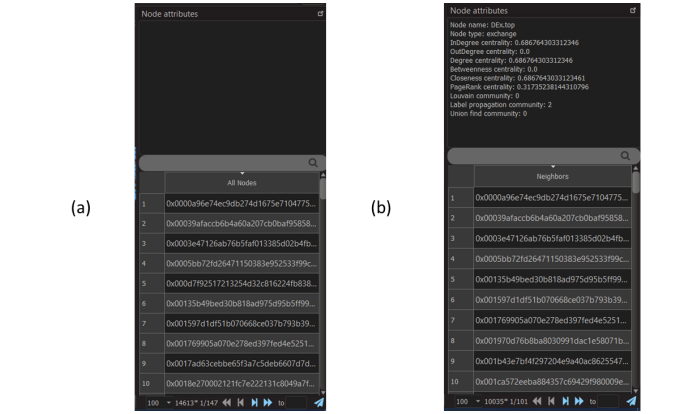 (a)
Node attributes
All Nodes
1 0x0000a96e74ec9db274d1675e7104775...
2 0x00039afaccb6b4a60a207cb0baf95858...
3 0x0003e47126ab76b5faf013385d02b4fb...
4 0x0005bb72fd26471150383e952533f99c...
5 0x000d7f92517213254d32c816224fb838...
6 0x00135b49bed30b818ad975d95b5ff99...
7 0x001597d1df51b070668ce037b793b39...
8 0x001769905a070e278ed397fed4e5251...
9 0x0017ad63cebbe65f3a7c5deb6607d7d...
10 0x0018e270002121fc7e222131c8049a7f...
100 14613* 1/147 to
(b)
Node attributes
Node name: DEx.top
Node type: exchange
InDegree centrality: 0.686764303312346
OutDegree centrality: 0.0
Degree centrality: 0.686764303312346
Betweenness centrality: 0.0
Closeness centrality: 0.6867643033123461
PageRank centrality: 0.31735238144310796
Louvain community: 0
Label propagation community: 2
Union find community: 0
Neighbors
1 0x0000a96e74ec9db274d1675e7104775...
2 0x00039afaccb6b4a60a207cb0baf95858...
3 0x0003e47126ab76b5faf013385d02b4fb...
4 0x0005bb72fd26471150383e952533f99c...
5 0x00135b49bed30b818ad975d95b5ff99...
6 0x001597d1df51b070668ce037b793b39...
7 0x001769905a070e278ed397fed4e5251...
8 0x001970d76b8ba8030991dac1e58071b...
9 0x001b43e7bf4f297204e9a40ac8625547...
10 0x001ca572eeba884357c69429f980009e...
100 10035* 1/101 to